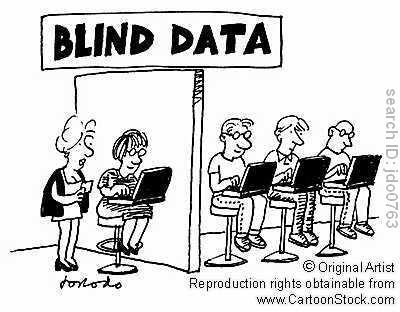 BLIND DATA
search ID: jdo0763
© Original Artist
Reproduction rights obtainable from
www.CartoonStock.com